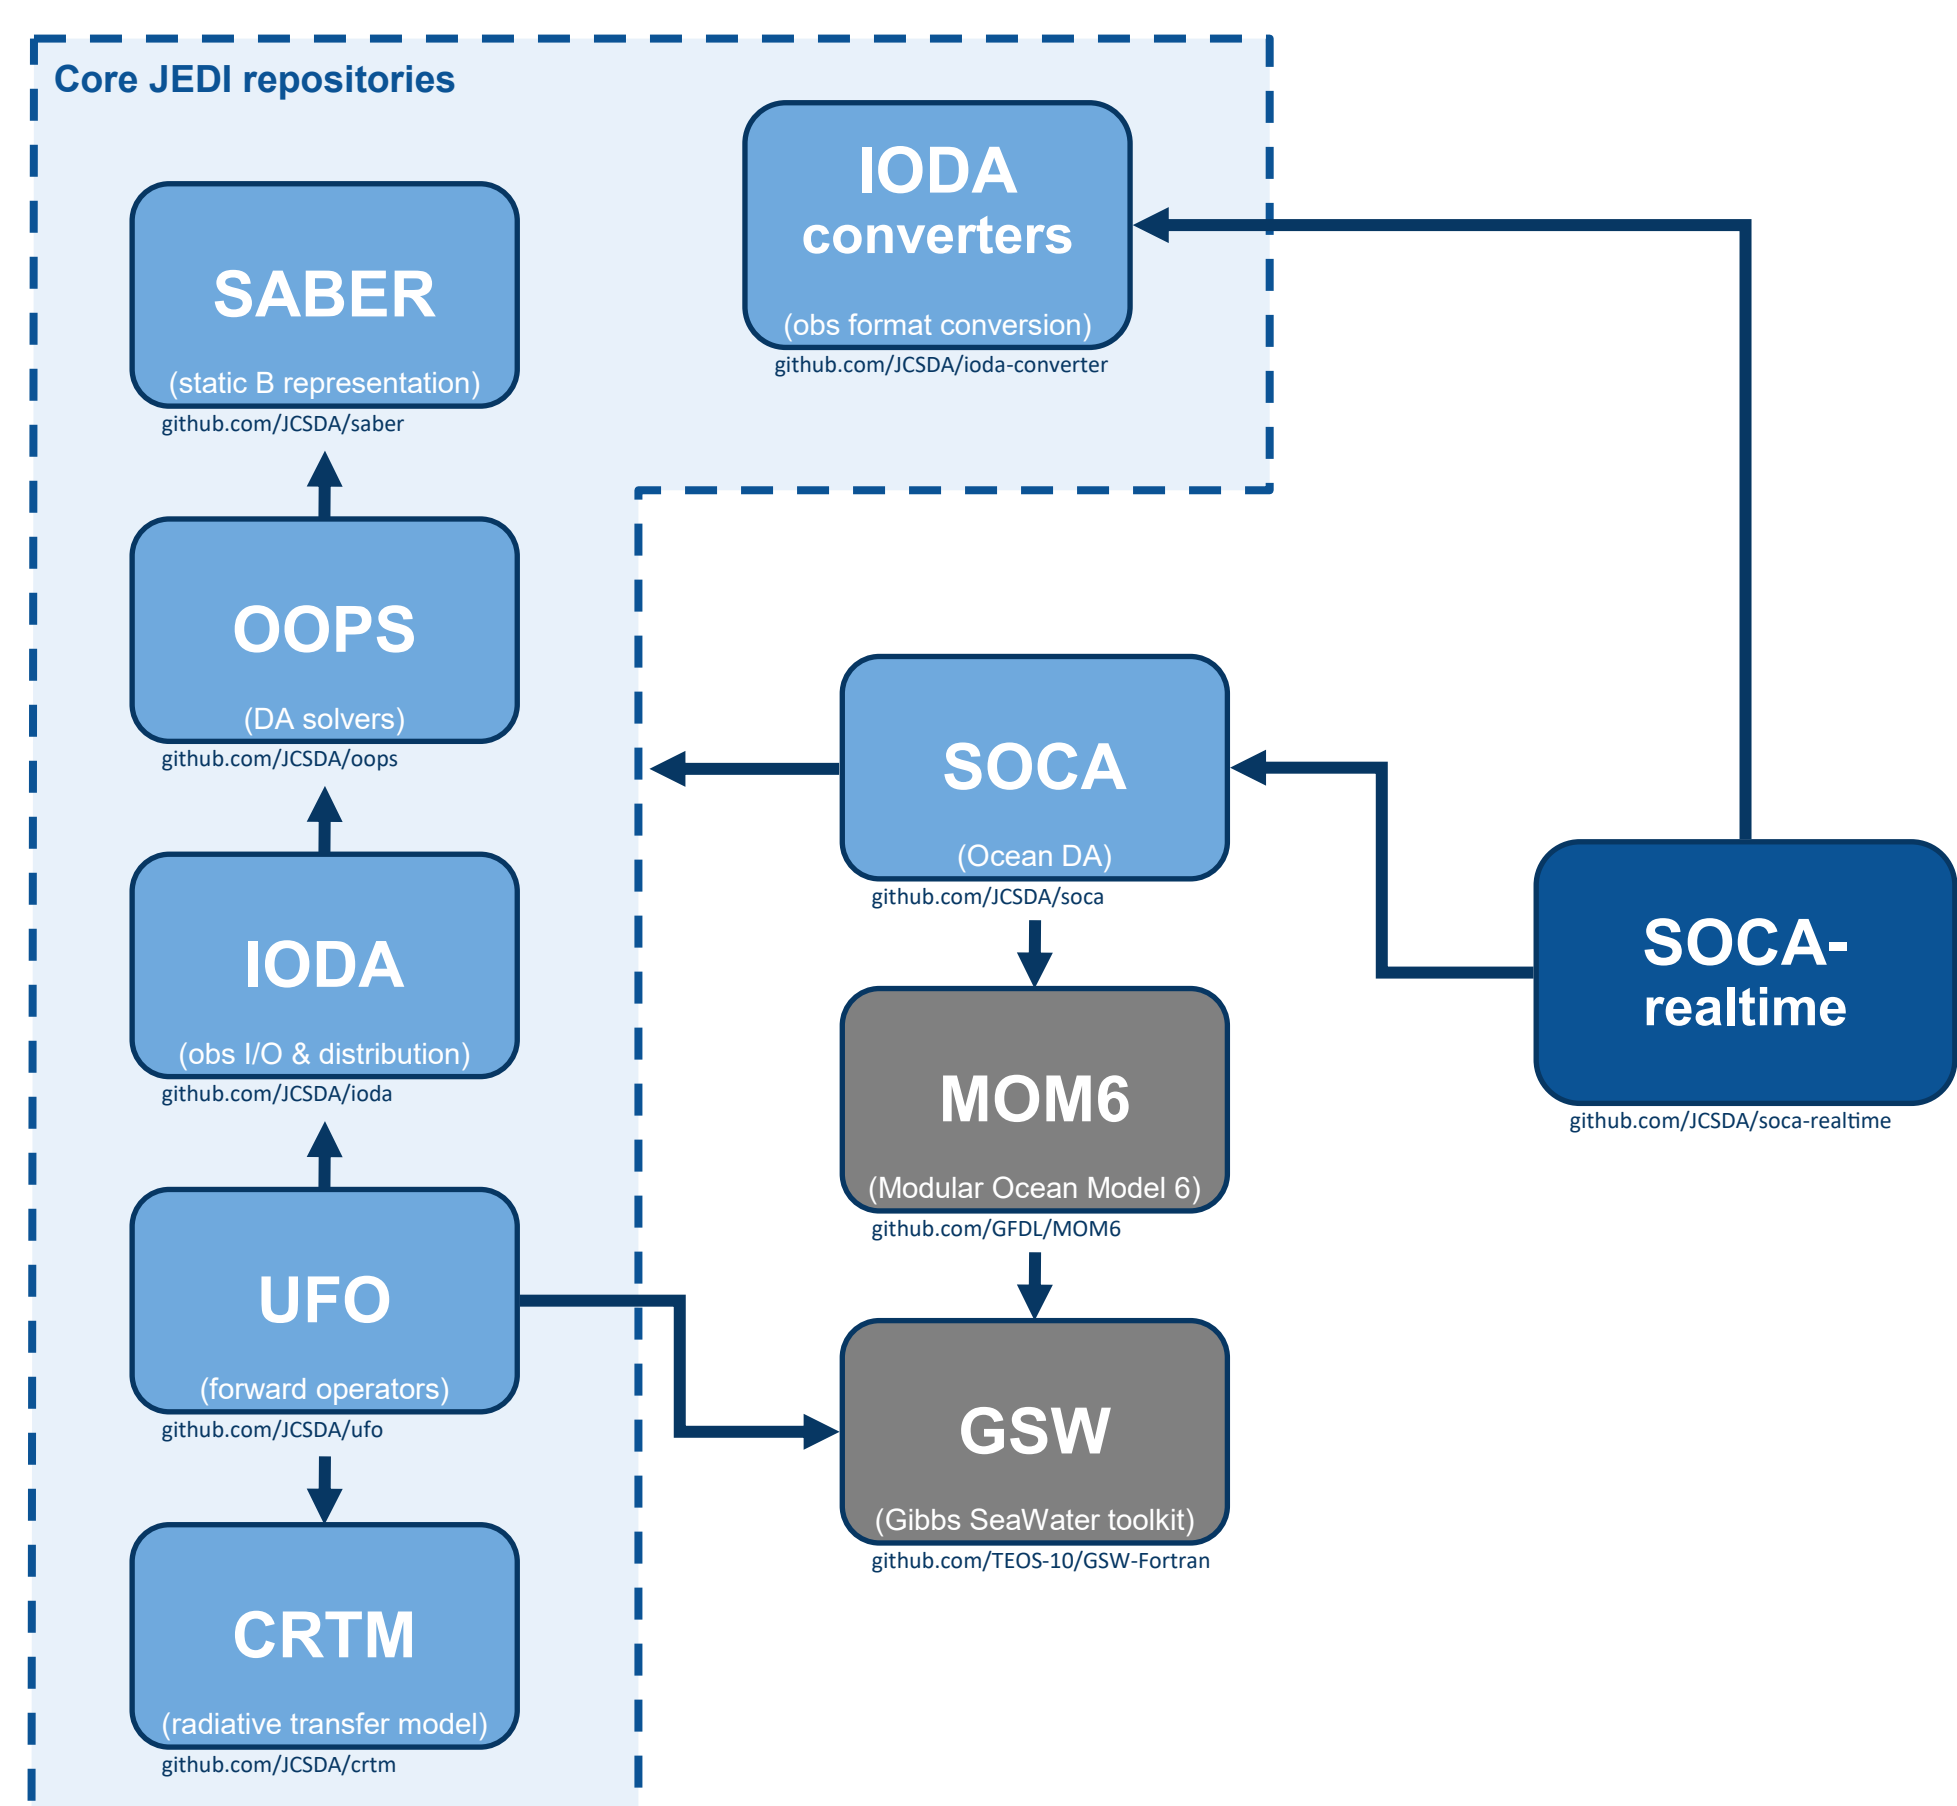 Core JEDI repositories
IODA
converters
(obs format conversion)
github.com/JCSDA/ioda-converter
SABER
(static B representation)
github.com/JCSDA/saber
OOPS
(DA solvers)
github.com/JCSDA/oops
SOCA
(Ocean DA)
github.com/JCSDA/soca
SOCA-
realtime
github.com/JCSDA/soca-realtime
IODA
(obs I/O & distribution)
github.com/JCSDA/ioda
MOM6
(Modular Ocean Model 6)
github.com/GFDL/MOM6
UFO
(forward operators)
github.com/JCSDA/ufo
GSW
(Gibbs SeaWater toolkit)
github.com/TEOS-10/GSW-Fortran
CRTM
(radiative transfer model)
github.com/JCSDA/crtm